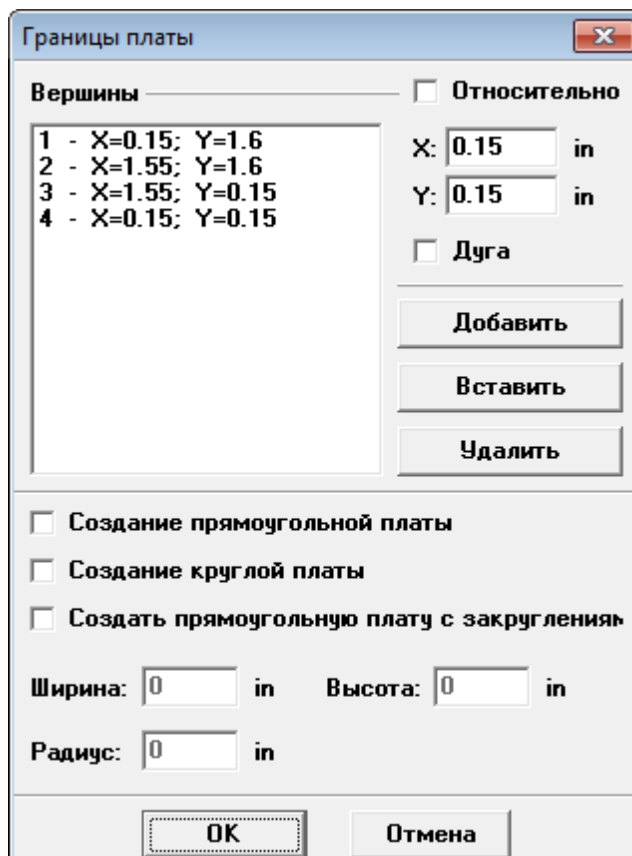 Границы платы
Вершины
Относительно
1 - X=0.15; Y=1.6
2 - X=1.55; Y=1.6
3 - X=1.55; Y=0.15
4 - X=0.15; Y=0.15
X: 0.15 in
Y: 0.15 in
Дуга
Добавить
Вставить
Удалить
Создание прямоугольной платы
Создание круглой платы
Создать прямоугольную плату с закруглениям
Ширина: 0 in Высота: 0 in
Радиус: 0 in
OK Отмена